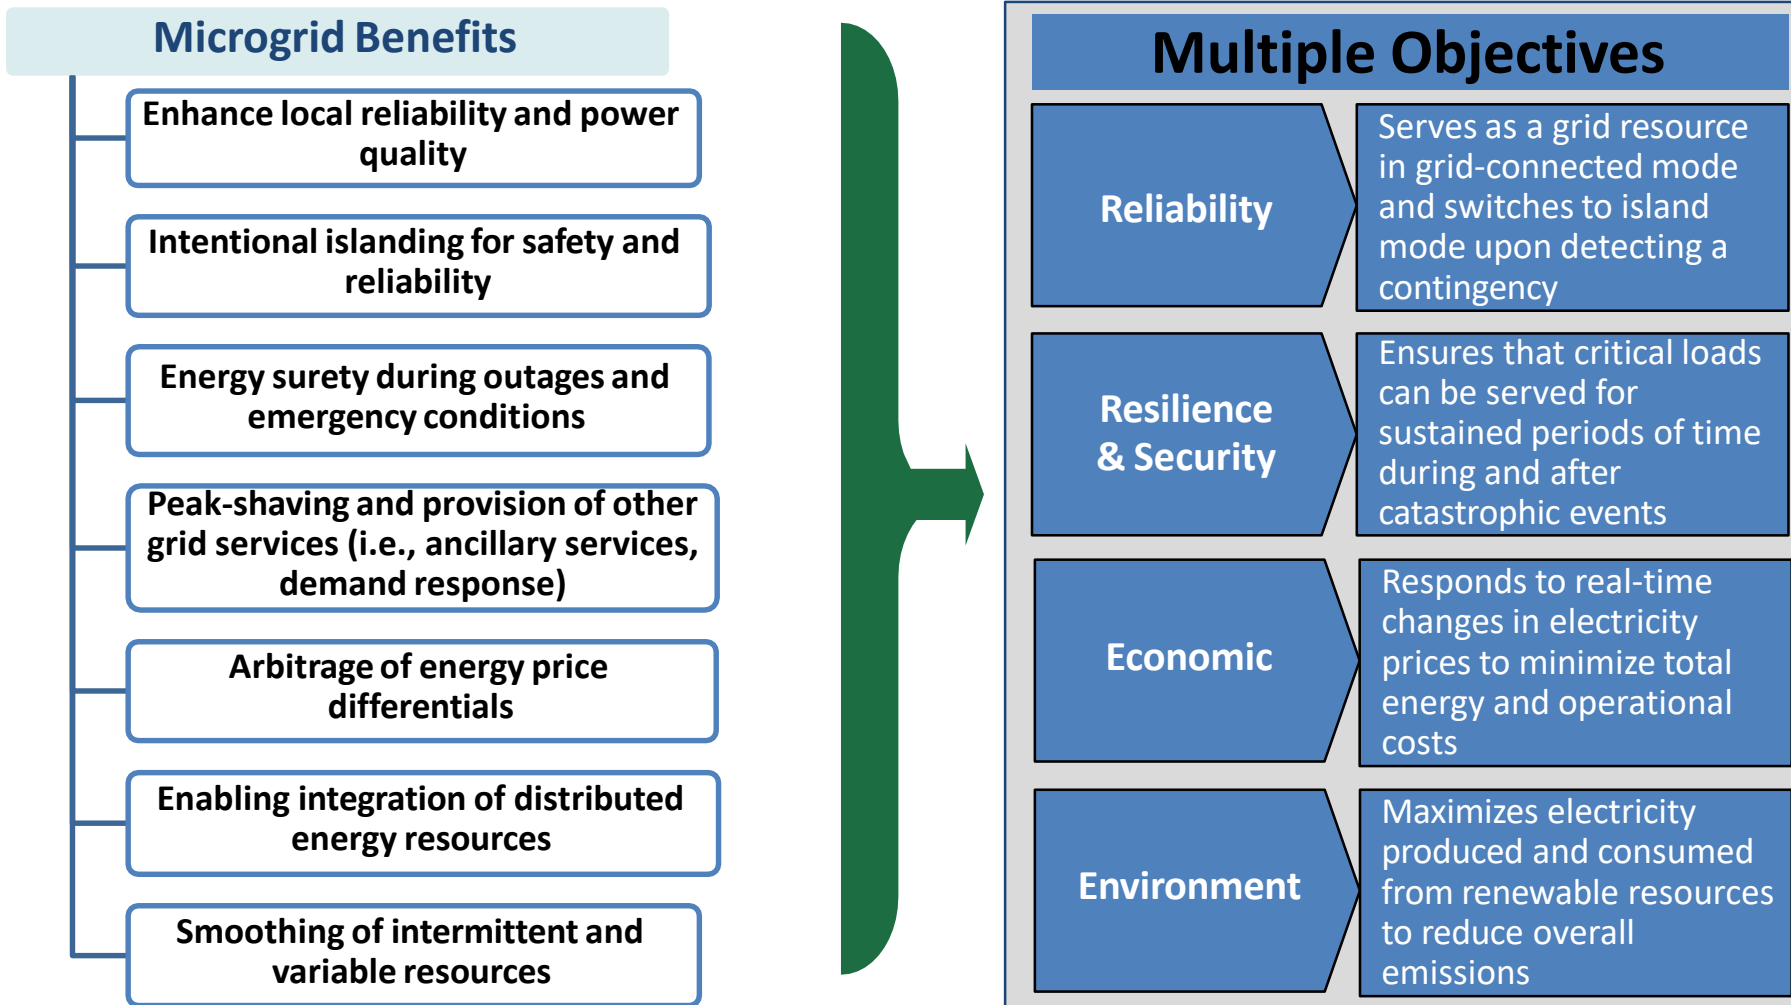 Microgrid Benefits
Enhance local reliability and power
quality
Intentional islanding for safety and
reliability
Energy surety during outages and
emergency conditions
Peak-shaving and provision of other
grid services (i.e., ancillary services,
demand response)
Arbitrage of energy price
differentials
Enabling integration of distributed
energy resources
Smoothing of intermittent and
variable resources
Multiple Objectives
Reliability
Serves as a grid resource
in grid-connected mode
and switches to island
mode upon detecting a
contingency
Resilience
& Security
Ensures that critical loads
can be served for
sustained periods of time
during and after
catastrophic events
Economic
Responds to real-time
changes in electricity
prices to minimize total
energy and operational
costs
Environment
Maximizes electricity
produced and consumed
from renewable resources
to reduce overall
emissions